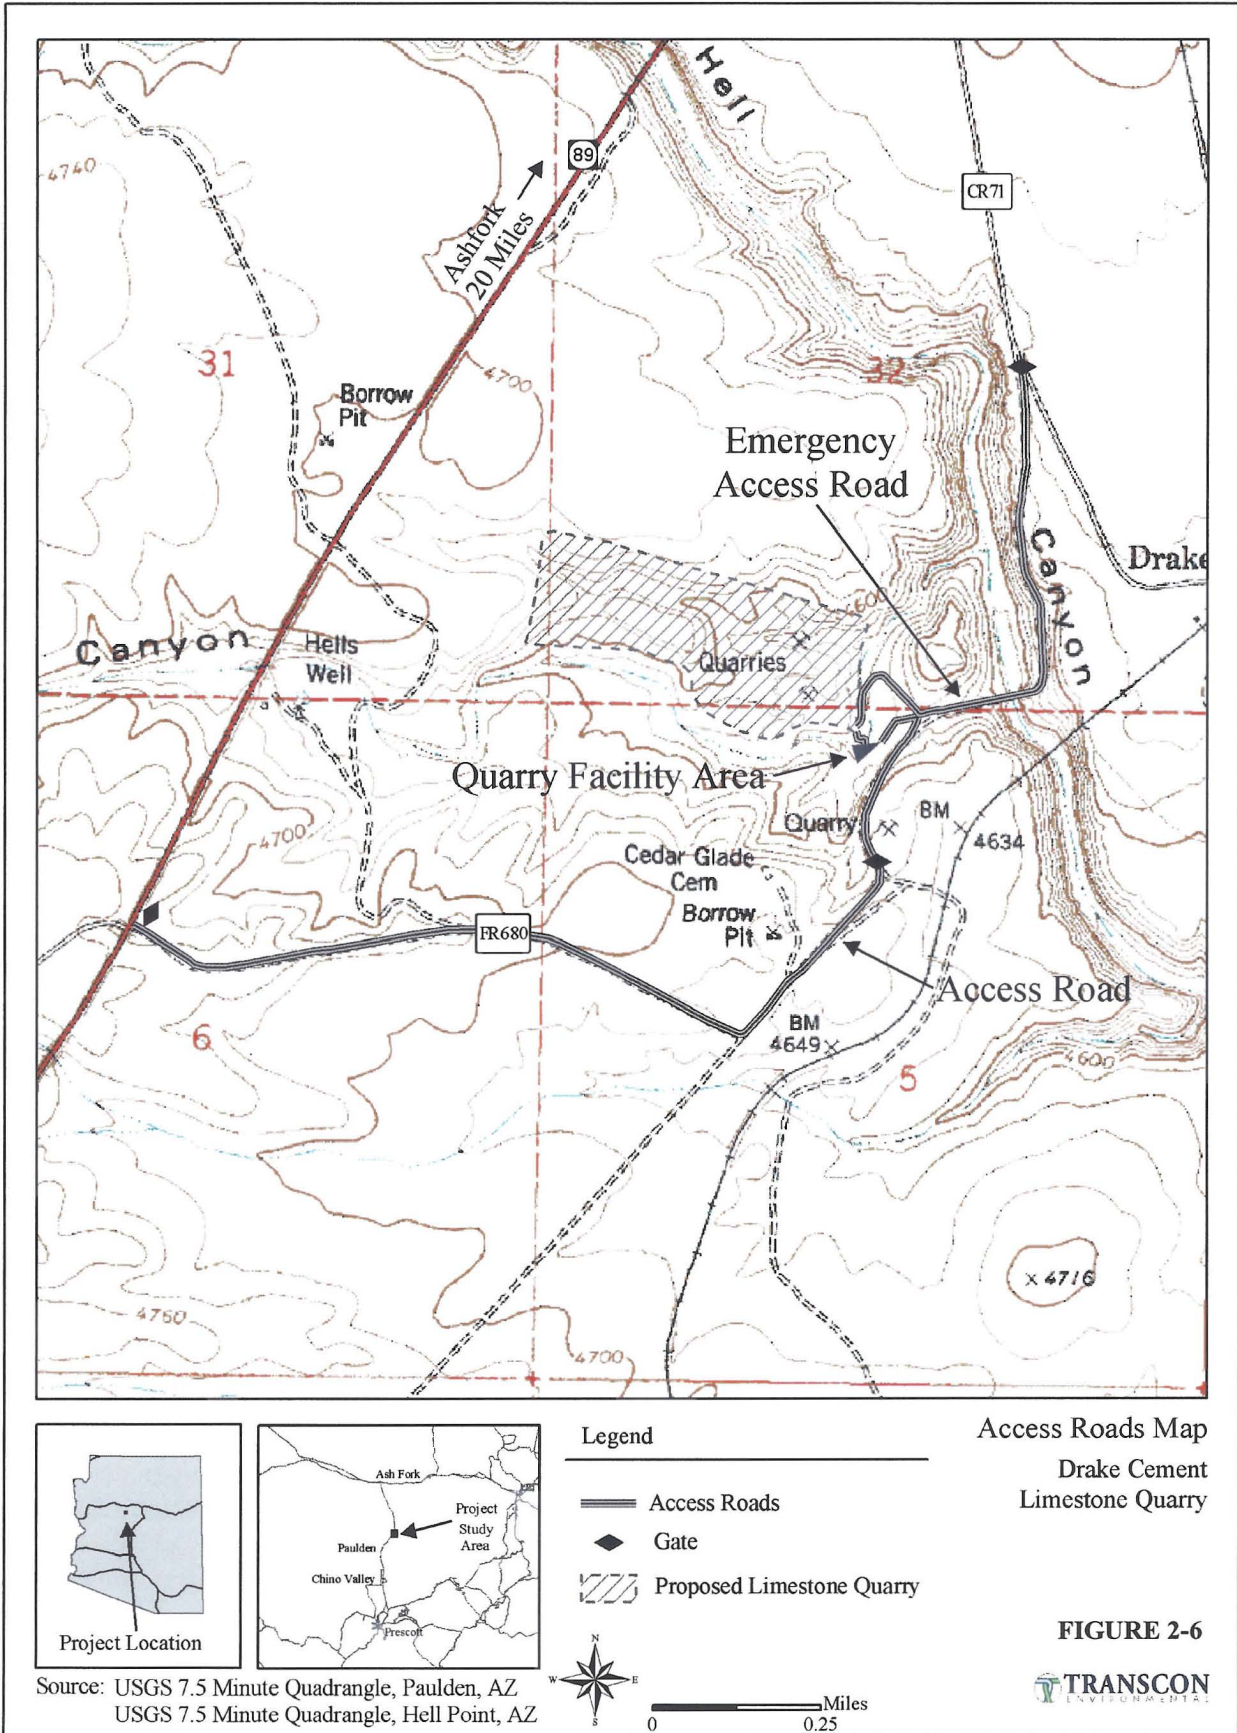 Hell
89
CR71
4740
Ashfork
20 Miles
31
32
4700
Borrow
Pit
Emergency
Access Road
Canyon
Drake
Canyon
Hells
Well
Quarries
Quarry Facility Area
4700
Quarry
BM
4634
Cedar Glade
Cem
Borrow
Pit
FR680
Access Road
BM
4649
6
5
4600
4716
4760
4700
Legend
Access Roads
Gate
Proposed Limestone Quarry
Access Roads Map
Drake Cement
Limestone Quarry
FIGURE 2-6
TRANSCON
ENVIRONMENTAL
Project Location
Ash Fork
Project
Study
Area
Paulden
Chino Valley
Prescott
N
W
E
S
Miles
0
0.25
Source: USGS 7.5 Minute Quadrangle, Paulden, AZ
USGS 7.5 Minute Quadrangle, Hell Point, AZ